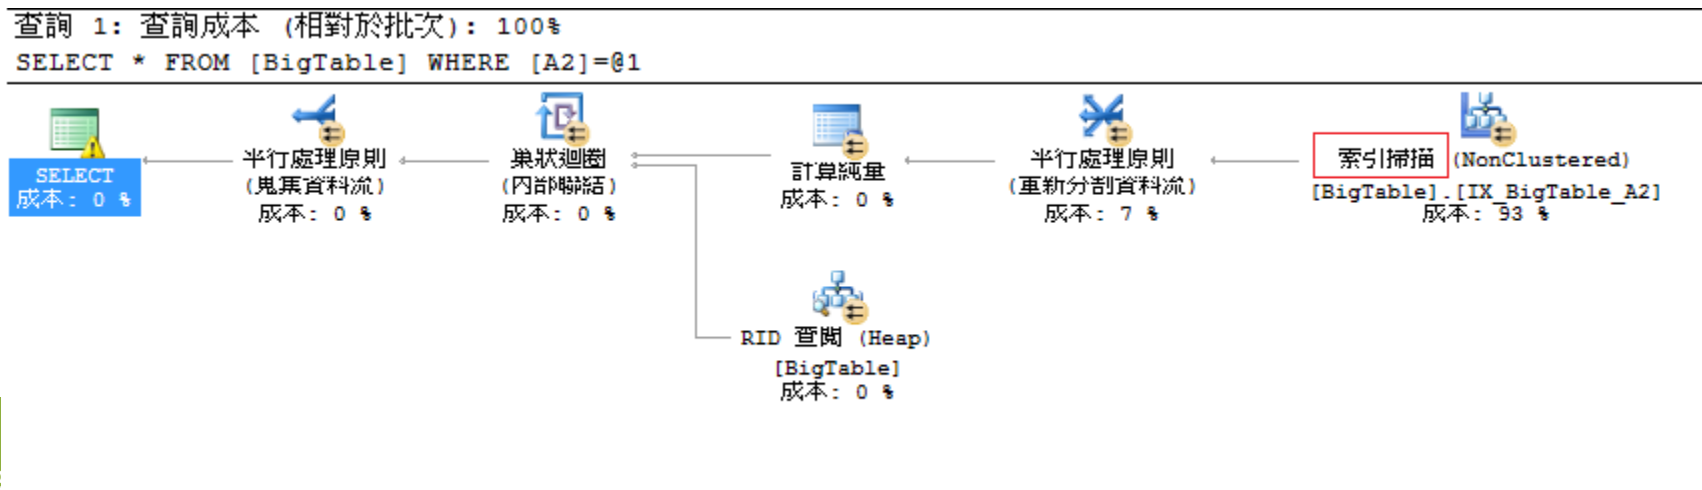 查詢 1: 查詢成本 (相對於批次): 100%
SELECT * FROM [BigTable] WHERE [A2]=@1
SELECT
成本: 0 %
平行處理原則
(蒐集資料流)
成本: 0 %
巢狀迴圈
(內部聯結)
成本: 0 %
計算純量
成本: 0 %
平行處理原則
(重新分割資料流)
成本: 7 %
索引掃描 (NonClustered)
[BigTable].[IX_BigTable_A2]
成本: 93 %
RID 查閱 (Heap)
[BigTable]
成本: 0 %